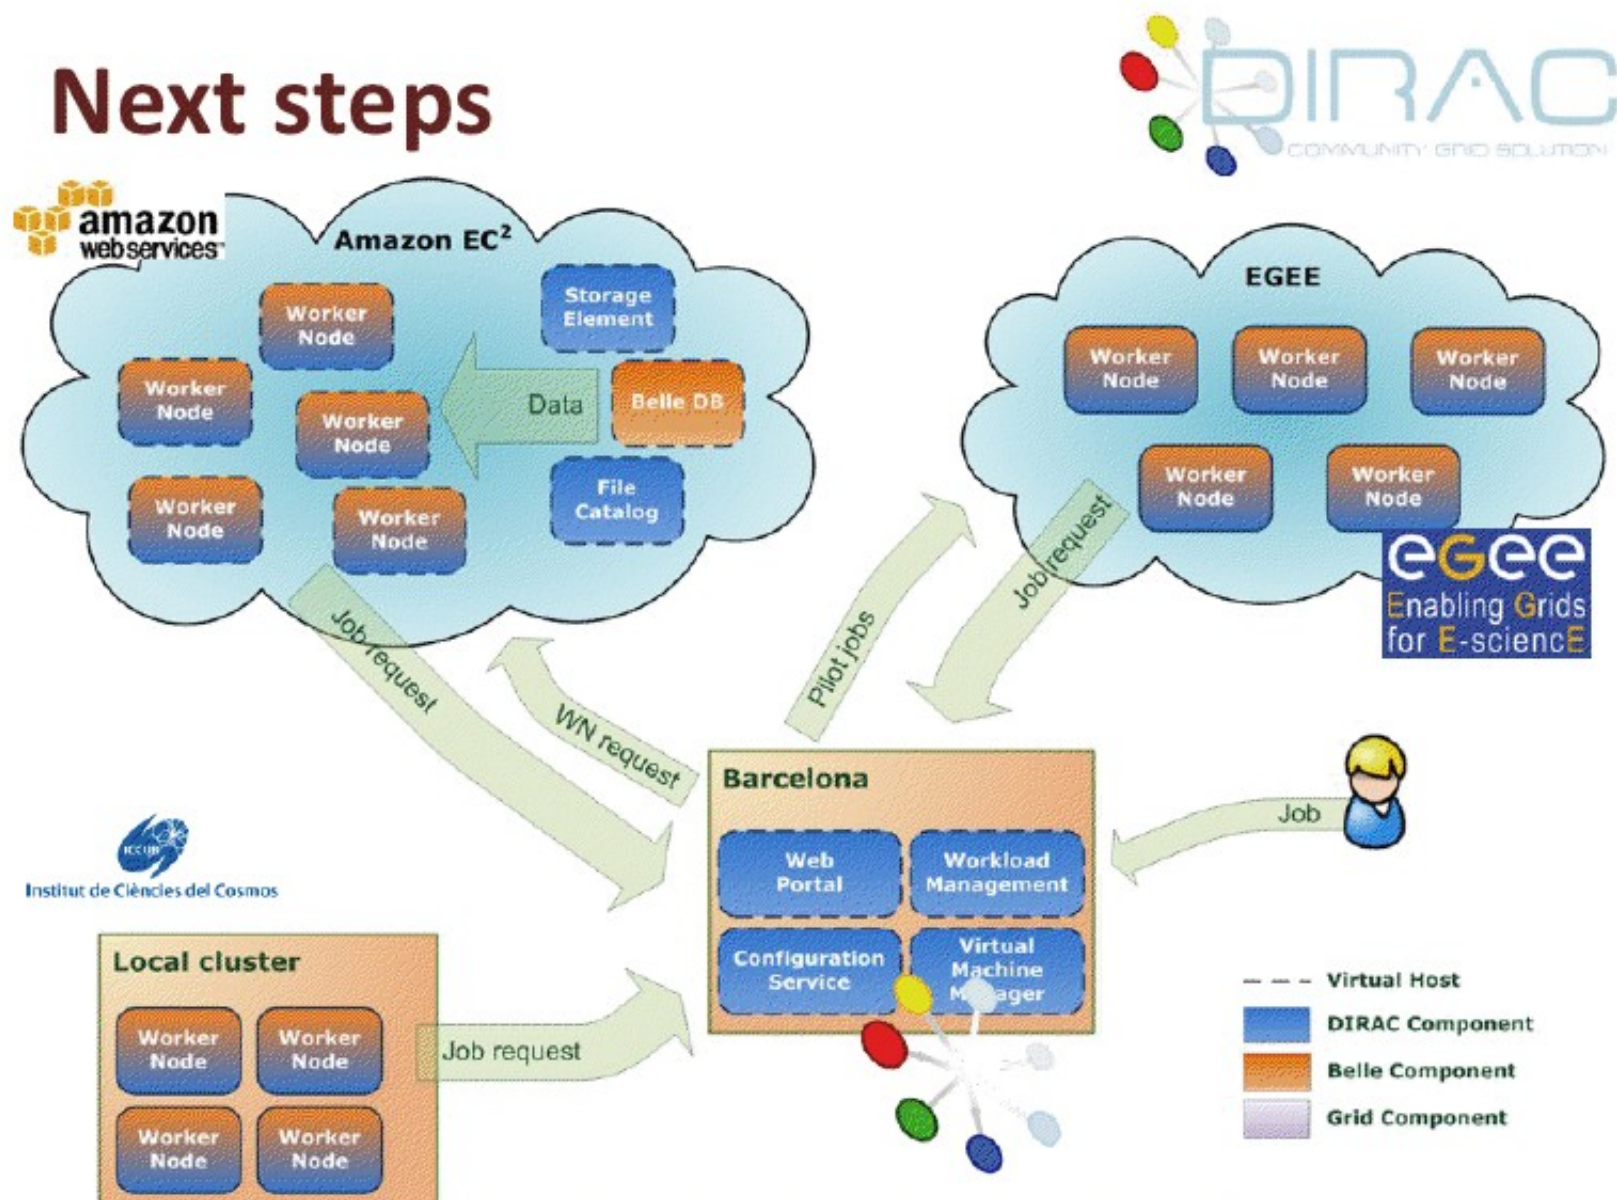 Next steps
DIRAC
COMMUNITY GRID SOLUTION
amazon
webservices
Amazon EC²
Worker
Node
Storage
Element
Worker
Node
Worker
Node
Data
Belle DB
Worker
Node
Worker
Node
File
Catalog
EGEE
Worker
Node
Worker
Node
Worker
Node
Worker
Node
Worker
Node
eGee
Enabling Grids
for E-sciencE
Job request
WN request
Pilot jobs
Job request
Barcelona
Web
Portal
Workload
Management
Configuration
Service
Virtual
Machine
Job
ICCUB
Institut de Ciències del Cosmos
Local cluster
Worker
Node
Worker
Node
Worker
Node
Worker
Node
Job request
Virtual Host
DIRAC Component
Belle Component
Grid Component